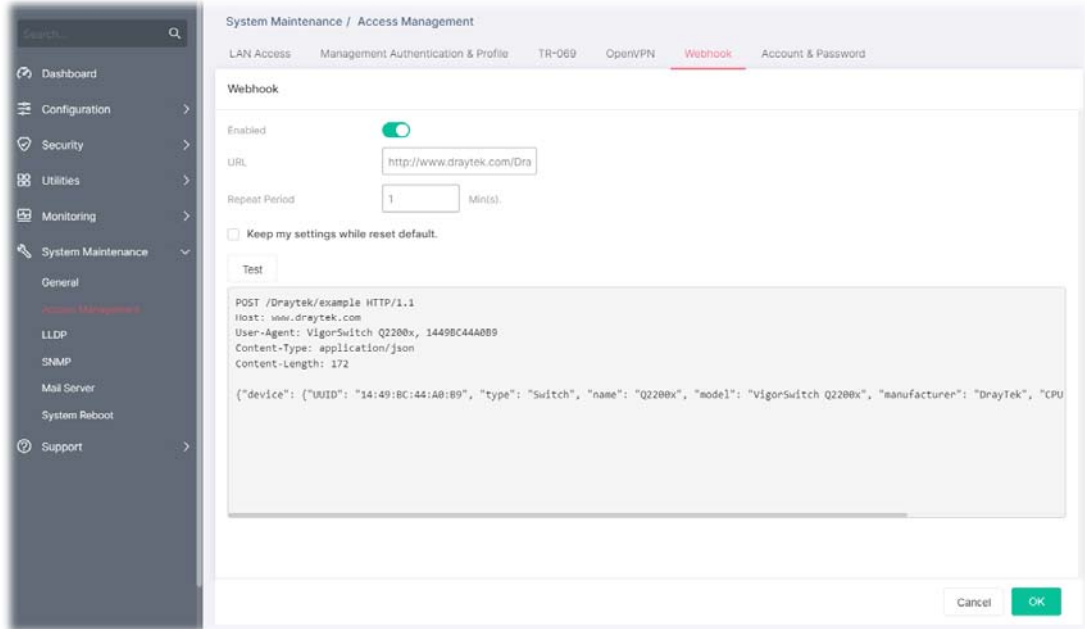 Search...
Dashboard
Configuration
Security
Utilities
Monitoring
System Maintenance
General
Access Management
LLDP
SNMP
Mail Server
System Reboot
Support
System Maintenance / Access Management
LAN Access Management Authentication & Profile TR-069 OpenVPN Webhook Account & Password
Webhook
Enabled
URL http://www.draytek.com/Dra
Repeat Period 1 Min(s).
Keep my settings while reset default.
Test
POST /Draytek/example HTTP/1.1
Host: www.draytek.com
User-Agent: VigorSwitch Q2200x, 1449BC44A0B9
Content-Type: application/json
Content-Length: 172
{"device": {"UUID": "14:49:BC:44:A0:B9", "type": "Switch", "name": "Q2200x", "model": "VigorSwitch Q2200x", "manufacturer": "DrayTek", "CPU
Cancel OK